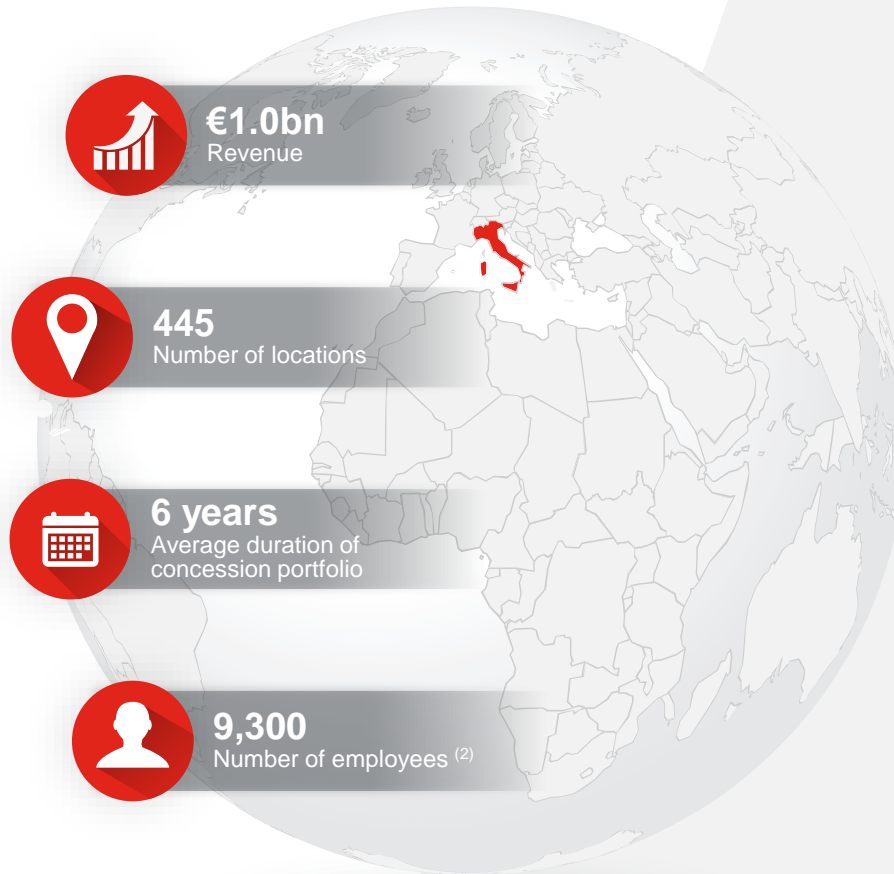 €1.0bn
Revenue
445
Number of locations
6 years
Average duration of
concession portfolio
9,300
Number of employees (2)